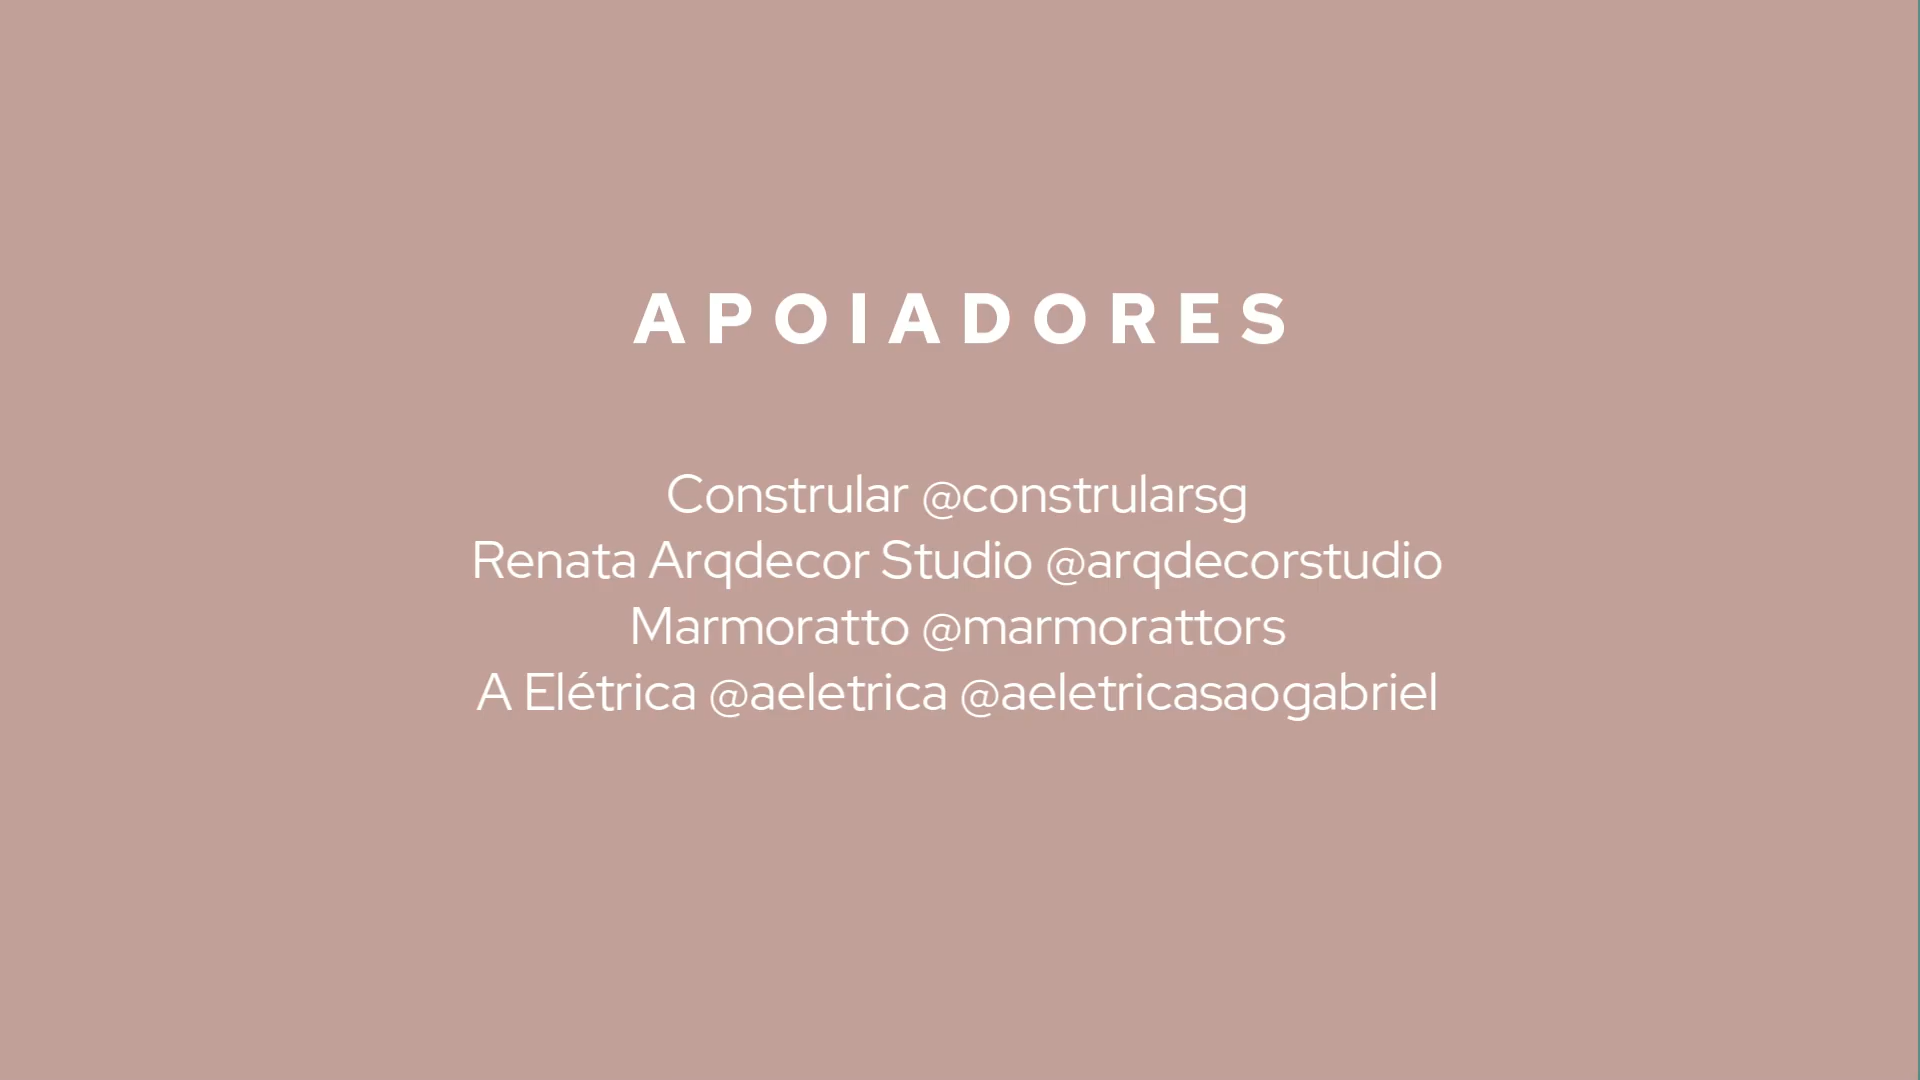 APOIADORES
Constrular @constrularsg
Renata Arqdecor Studio @arqdecorstudio
Marmoratto @marmorattors
A Elétrica @aeletrica @aeletricasaogabriel